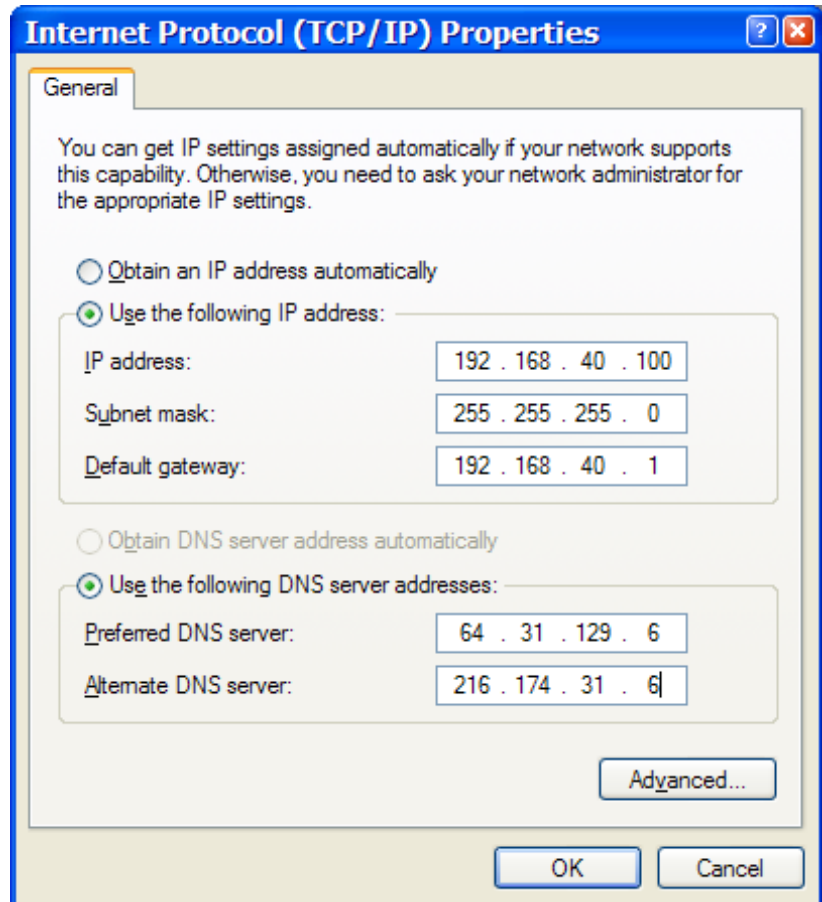 Internet Protocol (TCP/IP) Properties
General
You can get IP settings assigned automatically if your network supports
this capability. Otherwise, you need to ask your network administrator for
the appropriate IP settings.
Obtain an IP address automatically
Use the following IP address:
IP address: 192 . 168 . 40 . 100
Subnet mask: 255 . 255 . 255 . 0
Default gateway: 192 . 168 . 40 . 1
Obtain DNS server address automatically
Use the following DNS server addresses:
Preferred DNS server: 64 . 31 . 129 . 6
Alternate DNS server: 216 . 174 . 31 . 6
Advanced...
OK Cancel